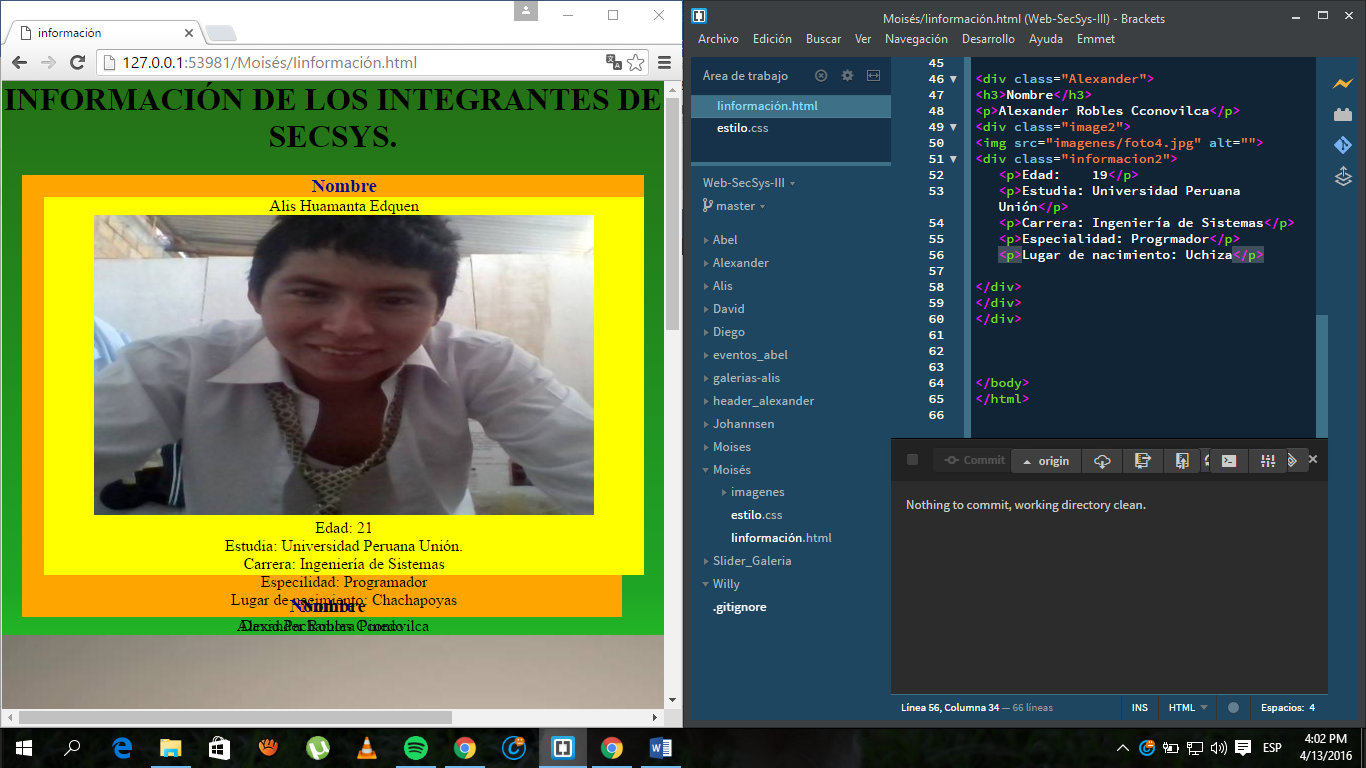 información
127.0.0.1:53981/Moisés/Iinformación.html
INFORMACIÓN DE LOS INTEGRANTES DE
SECSYS.
Nombre
Alis Huamanta Edquen
Edad: 21
Estudia: Universidad Peruana Unión.
Carrera: Ingeniería de Sistemas
Especilidad: Programador
Lugar de nacimiento: Chachapoyas
Moisés/Iinformación.html (Web-SecSys-III) - Brackets
Archivo Edición Buscar Ver Navegación Desarrollo Ayuda Emmet
Área de trabajo
Iinformación.html
estilo.css
Web-SecSys-III
master
Abel
Alexander
Alis
David
Diego
eventos_abel
galerias-alis
header_alexander
Johannsen
Moises
Moisés
imagenes
estilo.css
Iinformación.html
Slider_Galeria
Willy
.gitignore
45
46 <div class="Alexander">
47 <h3>Nombre</h3>
48 <p>Alexander Robles Cconovilca</p>
49 <div class="image2">
50 <img src="imagenes/foto4.jpg" alt="">
51 <div class="informacion2">
52 <p>Edad:    19</p>
53 <p>Estudia: Universidad Peruana
Unión</p>
54 <p>Carrera: Ingeniería de Sistemas</p>
55 <p>Especialidad: Progrmador</p>
56 <p>Lugar de nacimiento: Uchiza</p>
57
58 </div>
59 </div>
60 </div>
61
62
63
64 </body>
65 </html>
66
Commit origin
Nothing to commit, working directory clean.
Línea 56, Columna 34 — 66 líneas INS HTML Espacios: 4
ESP
4:02 PM
4/13/2016